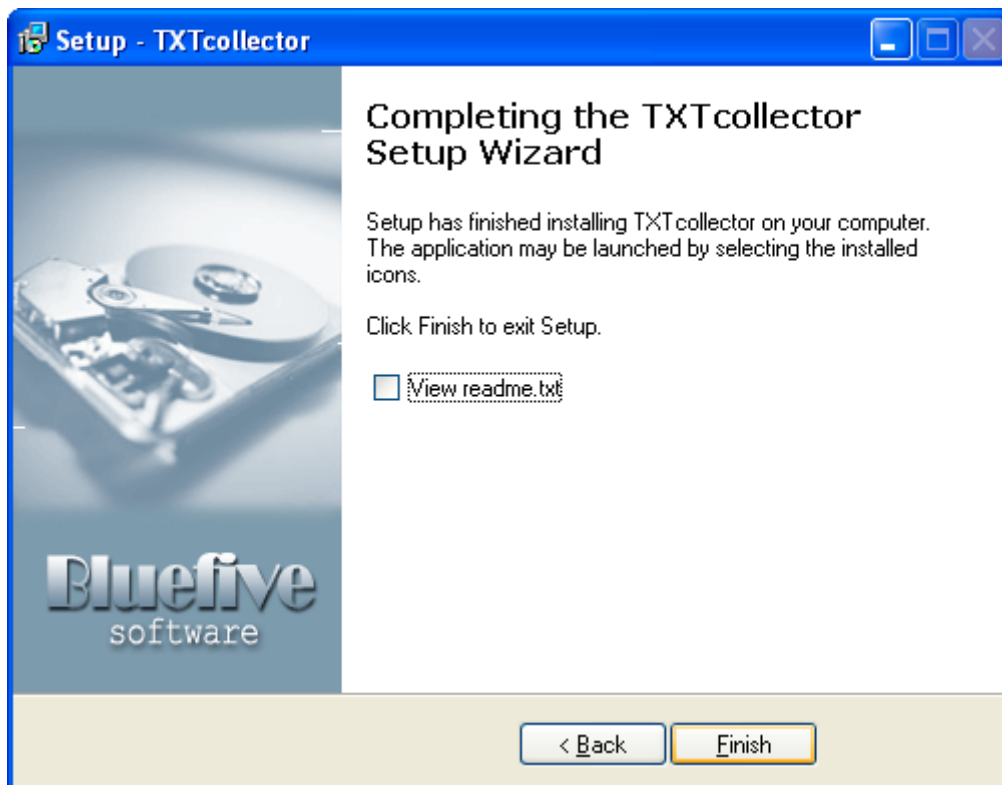 Setup - TXTcollector
Completing the TXTcollector
Setup Wizard
Setup has finished installing TXTcollector on your computer.
The application may be launched by selecting the installed
icons.
Click Finish to exit Setup.
View readme.txt
Bluefive
software
< Back
Finish